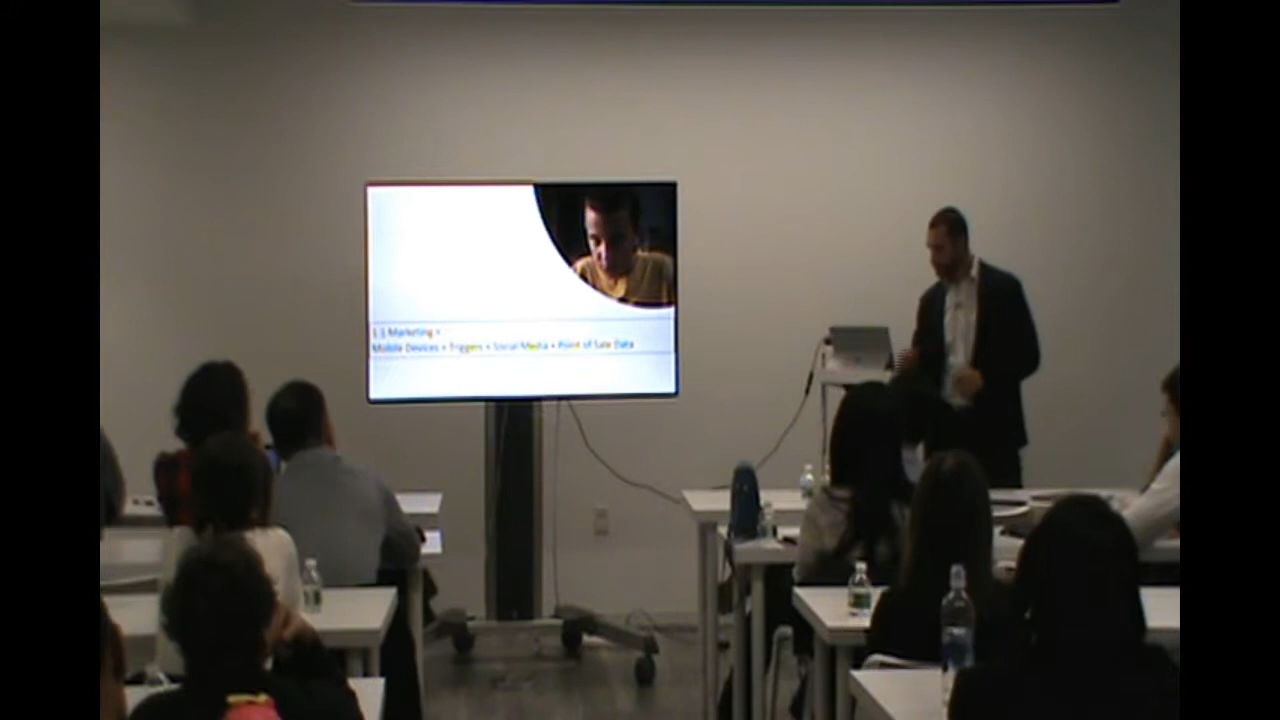 1:1 Marketing =
Mobile Devices + Triggers + Social Media + Point of Sale Data